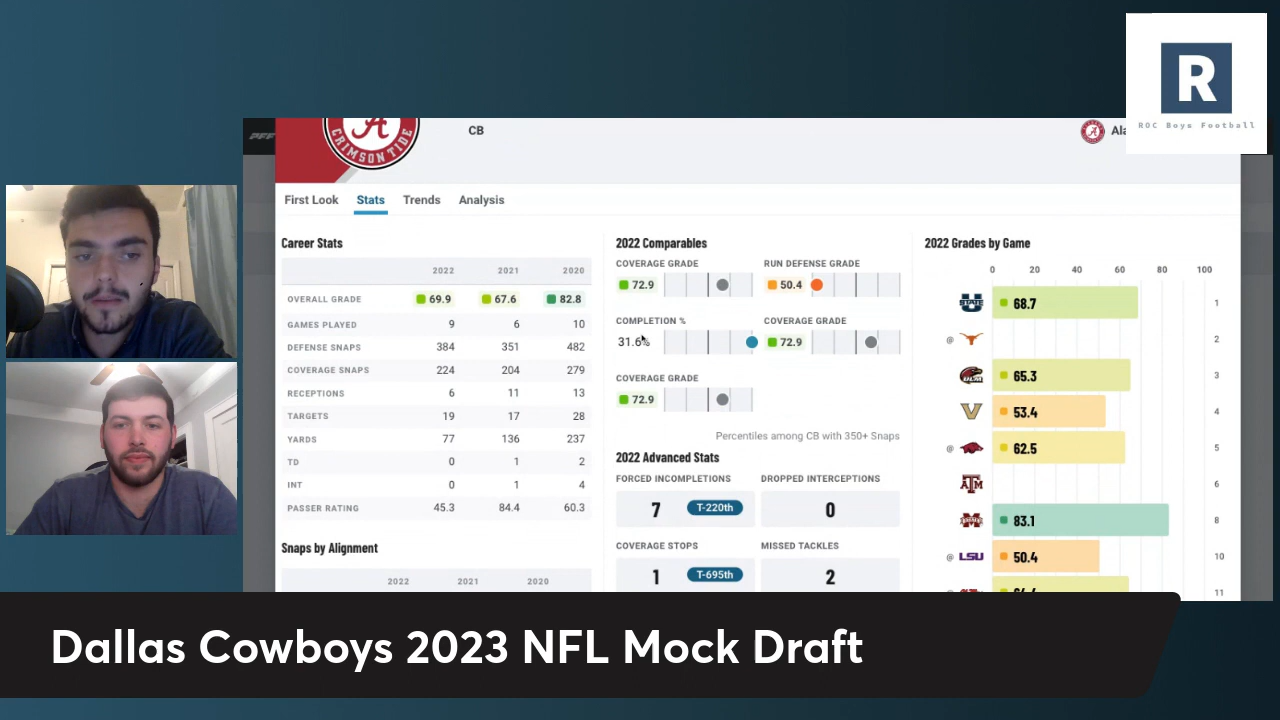 R
ROC Boys Football
PFF
CRIMSON TIDE
CB
Ala
First Look Stats Trends Analysis
Career Stats
2022 2021 2020
OVERALL GRADE 69.9 67.6 82.8
GAMES PLAYED 9 6 10
DEFENSE SNAPS 384 351 482
COVERAGE SNAPS 224 204 279
RECEPTIONS 6 11 13
TARGETS 19 17 28
YARDS 77 136 237
TD 0 1 2
INT 0 1 4
PASSER RATING 45.3 84.4 60.3
Snaps by Alignment
2022 2021 2020
2022 Comparables
COVERAGE GRADE RUN DEFENSE GRADE
72.9 50.4
COMPLETION % COVERAGE GRADE
31.6% 72.9
COVERAGE GRADE
72.9
Percentiles among CB with 350+ Snaps
2022 Advanced Stats
FORCED INCOMPLETIONS DROPPED INTERCEPTIONS
7 T-220th 0
COVERAGE STOPS MISSED TACKLES
1 T-695th 2
2022 Grades by Game
0 20 40 60 80 100
68.7 1
@ 2
65.3 3
V 53.4 4
@ 62.5 5
ATM 6
83.1 8
@ LSU 50.4 10
11
Dallas Cowboys 2023 NFL Mock Draft